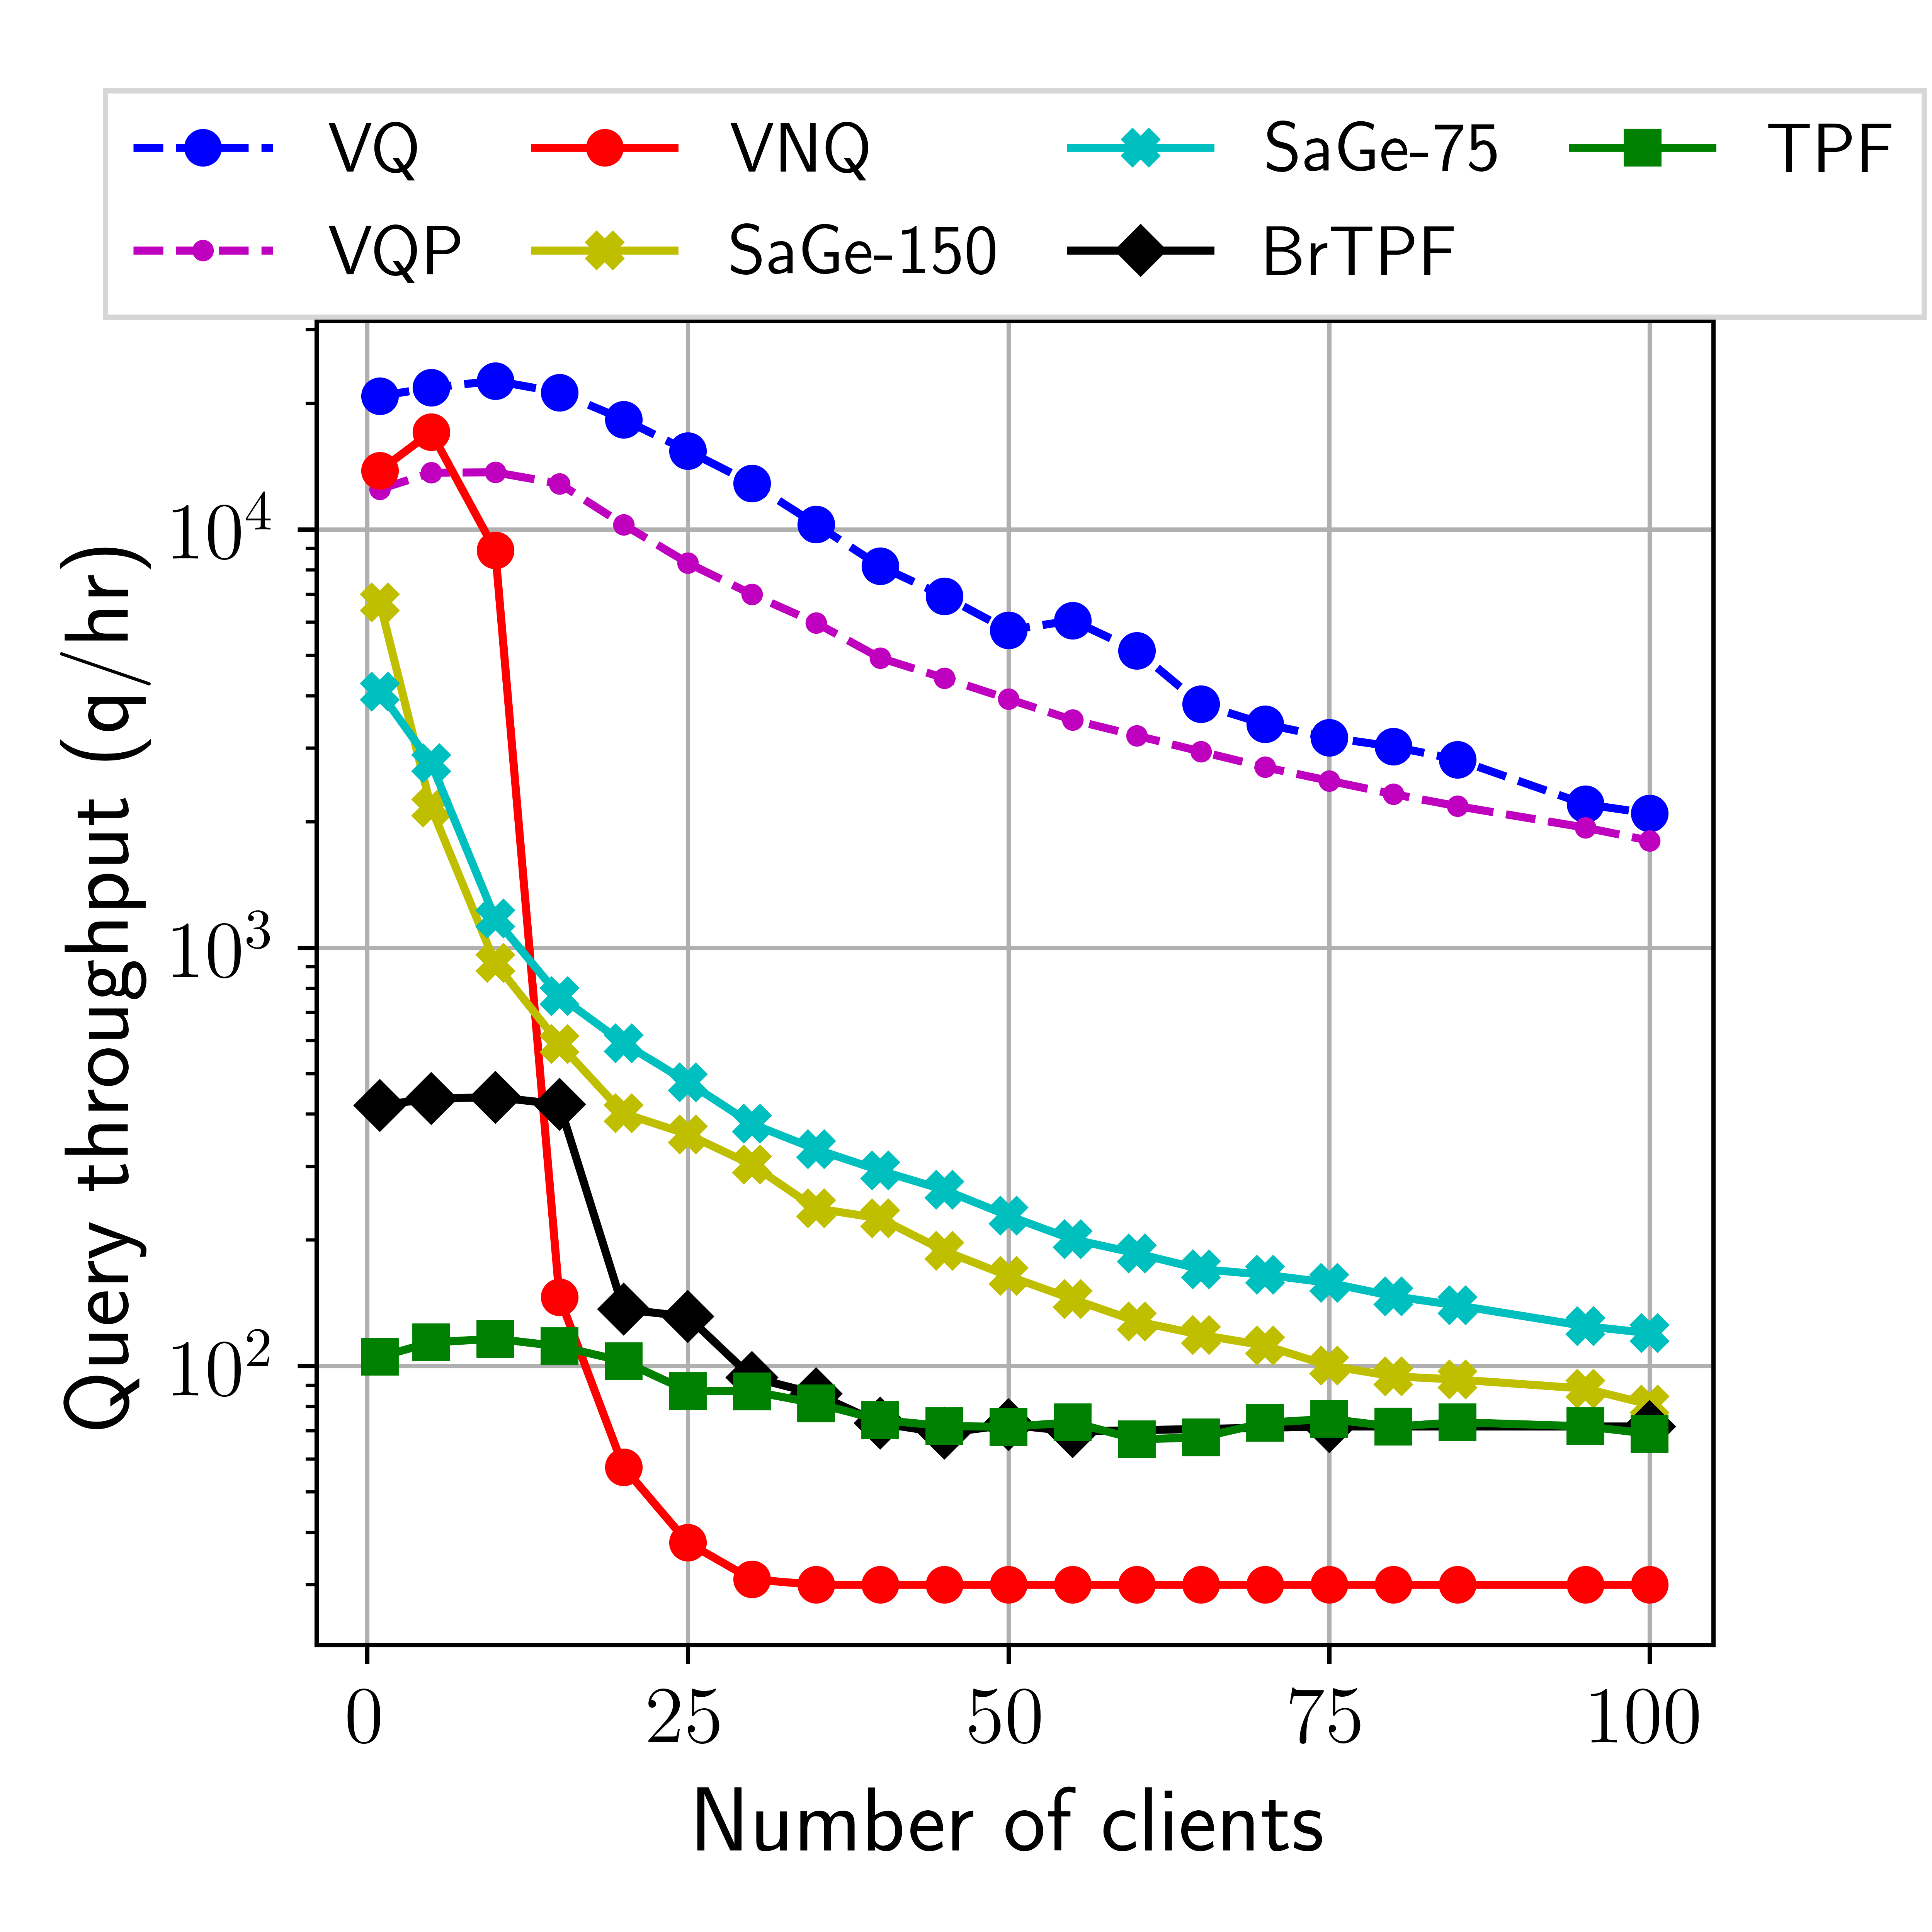 VQ VNQ SaGe-75 TPF
VQP SaGe-150 BrTPF
Query throughput (q/hr)
10^4
10^3
10^2
0 25 50 75 100
Number of clients